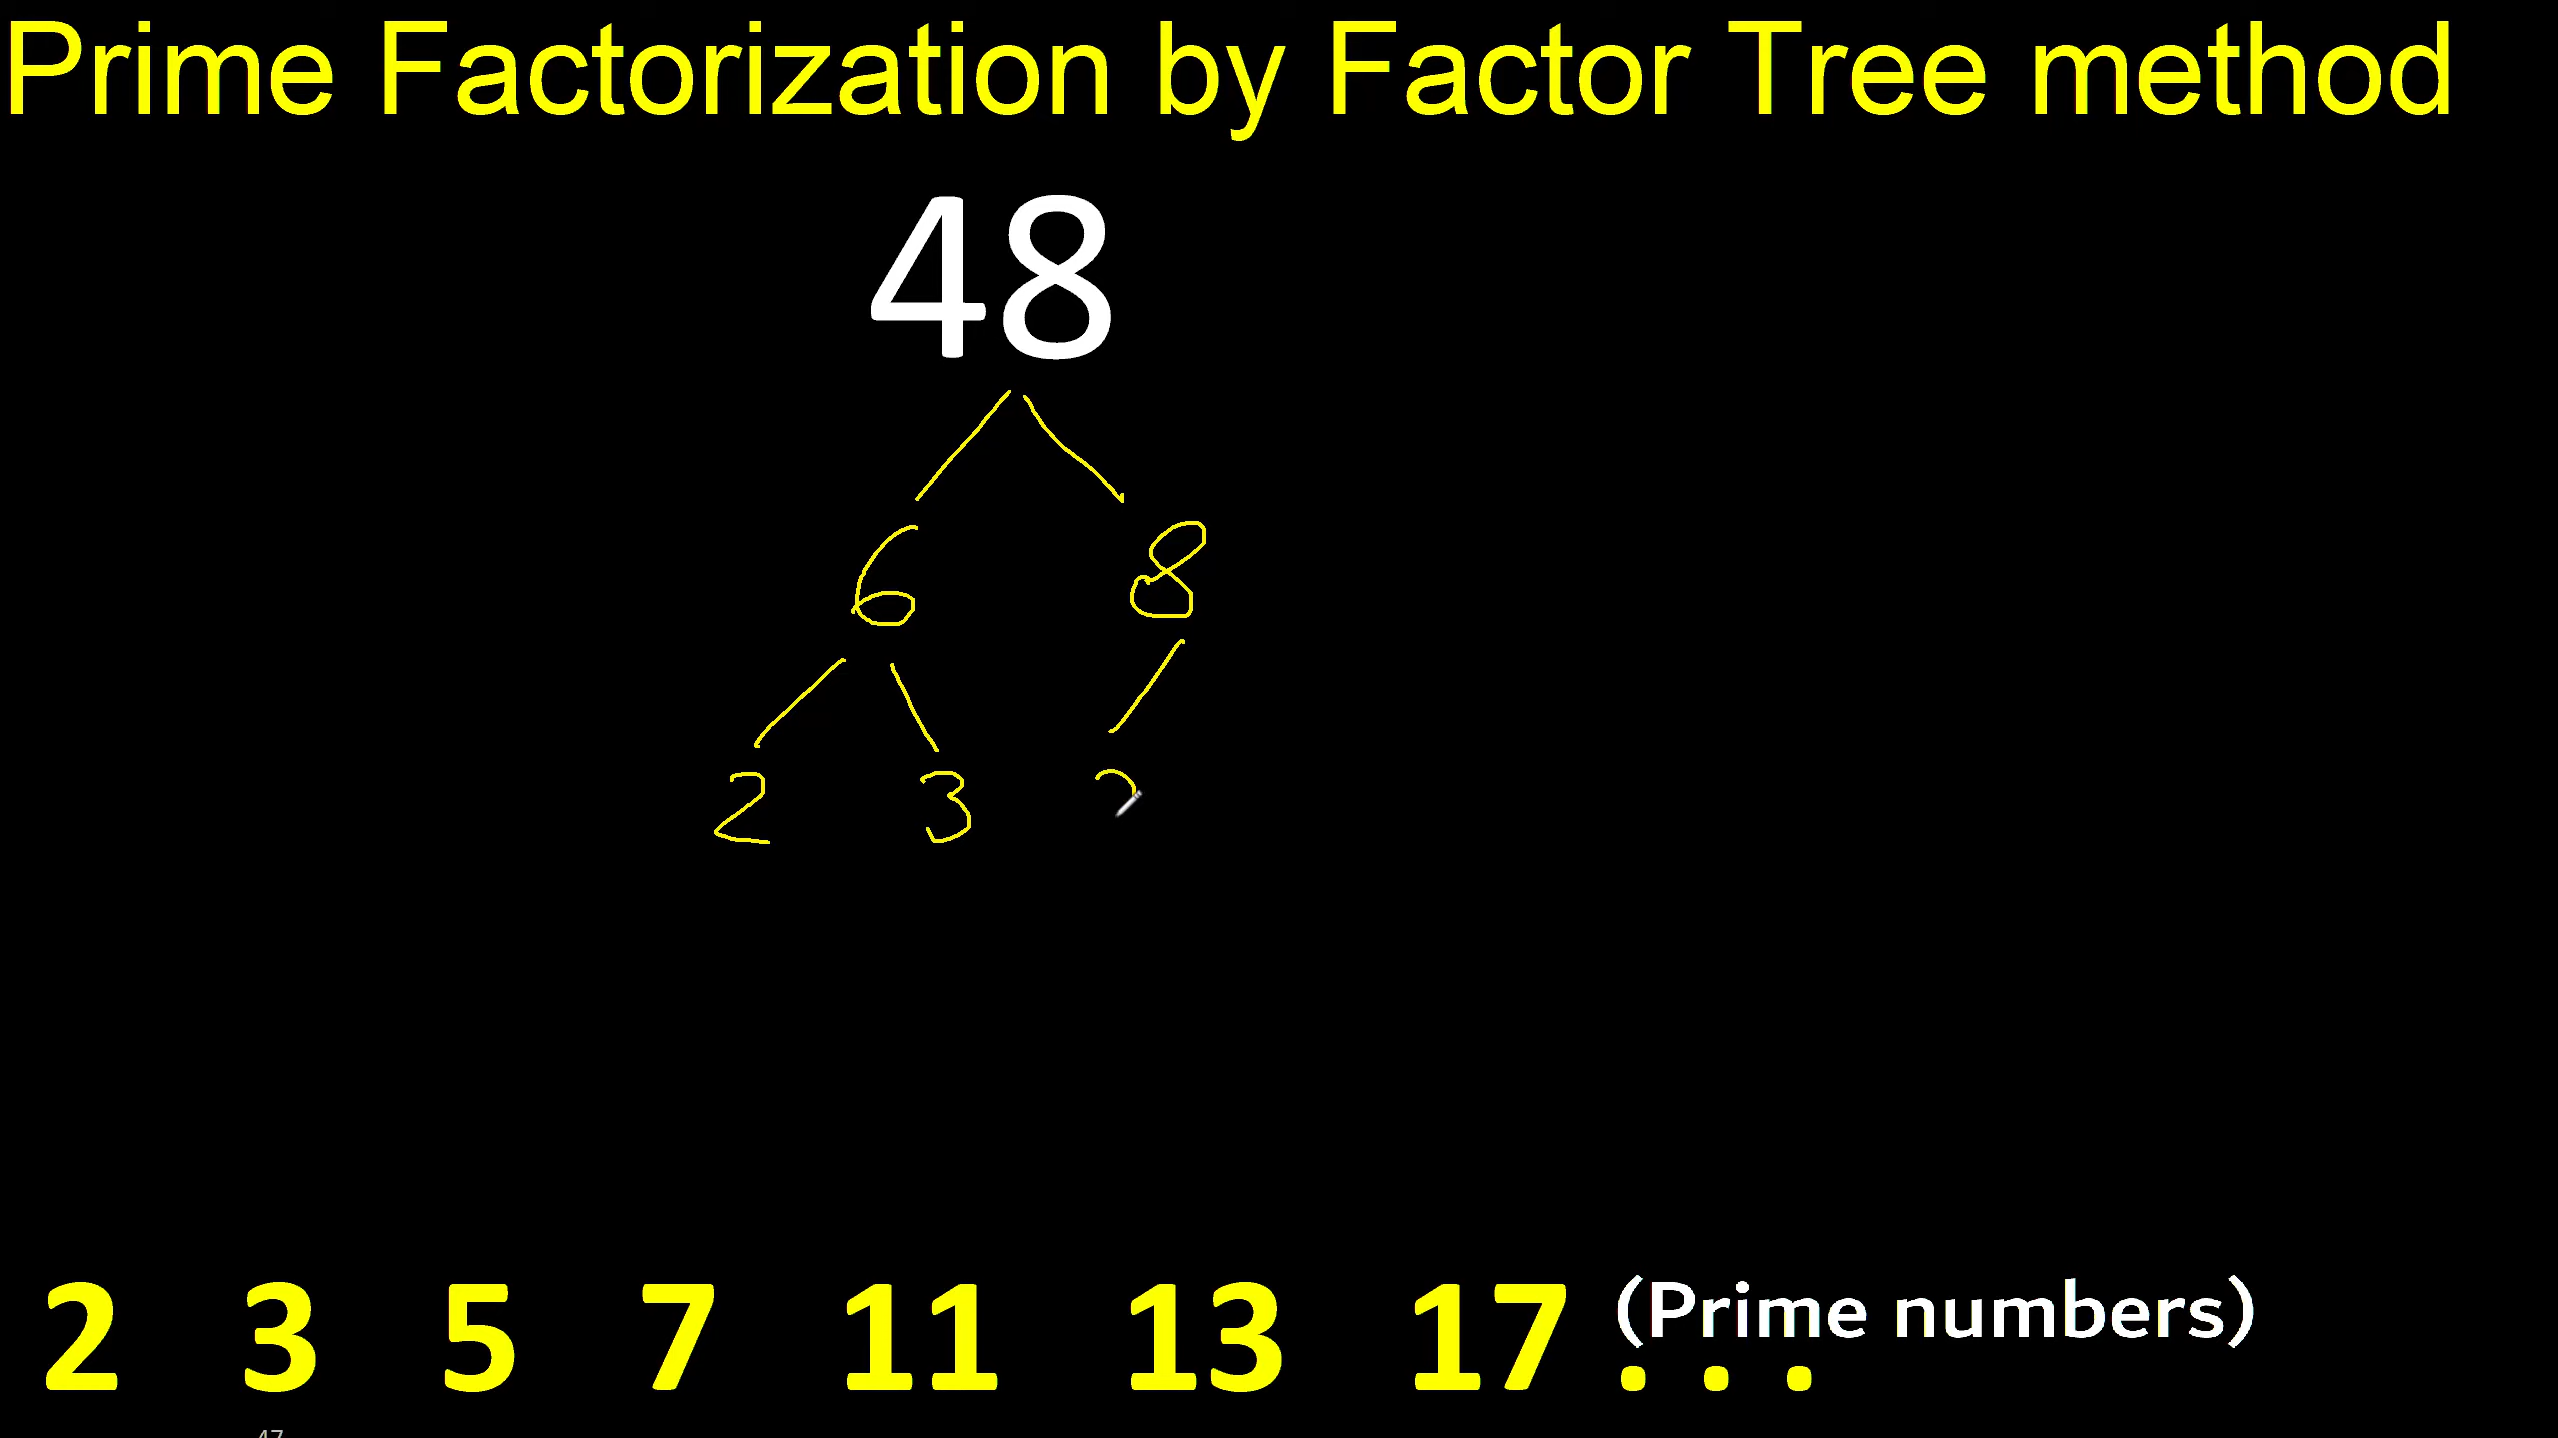 Prime Factorization by Factor Tree method
48
6 8
2 3
2 3 5 7 11 13 17 . . . (Prime numbers)